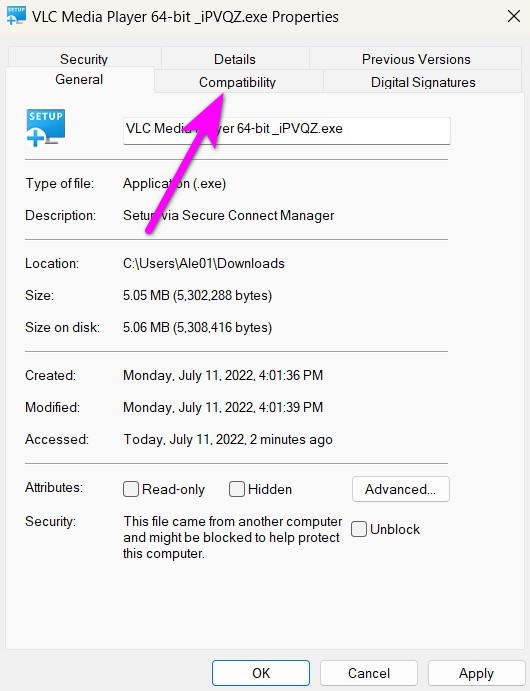 VLC Media Player 64-bit _iPVQZ.exe Properties
Security Details Previous Versions
General Compatibility Digital Signatures
SETUP
VLC Media Player 64-bit _iPVQZ.exe
Type of file: Application (.exe)
Description: Setup via Secure Connect Manager
Location: C:\Users\Ale01\Downloads
Size: 5.05 MB (5,302,288 bytes)
Size on disk: 5.06 MB (5,308,416 bytes)
Created: Monday, July 11, 2022, 4:01:36 PM
Modified: Monday, July 11, 2022, 4:01:39 PM
Accessed: Today, July 11, 2022, 2 minutes ago
Attributes: Read-only Hidden Advanced...
Security: This file came from another computer
and might be blocked to help protect
this computer.
Unblock
OK Cancel Apply